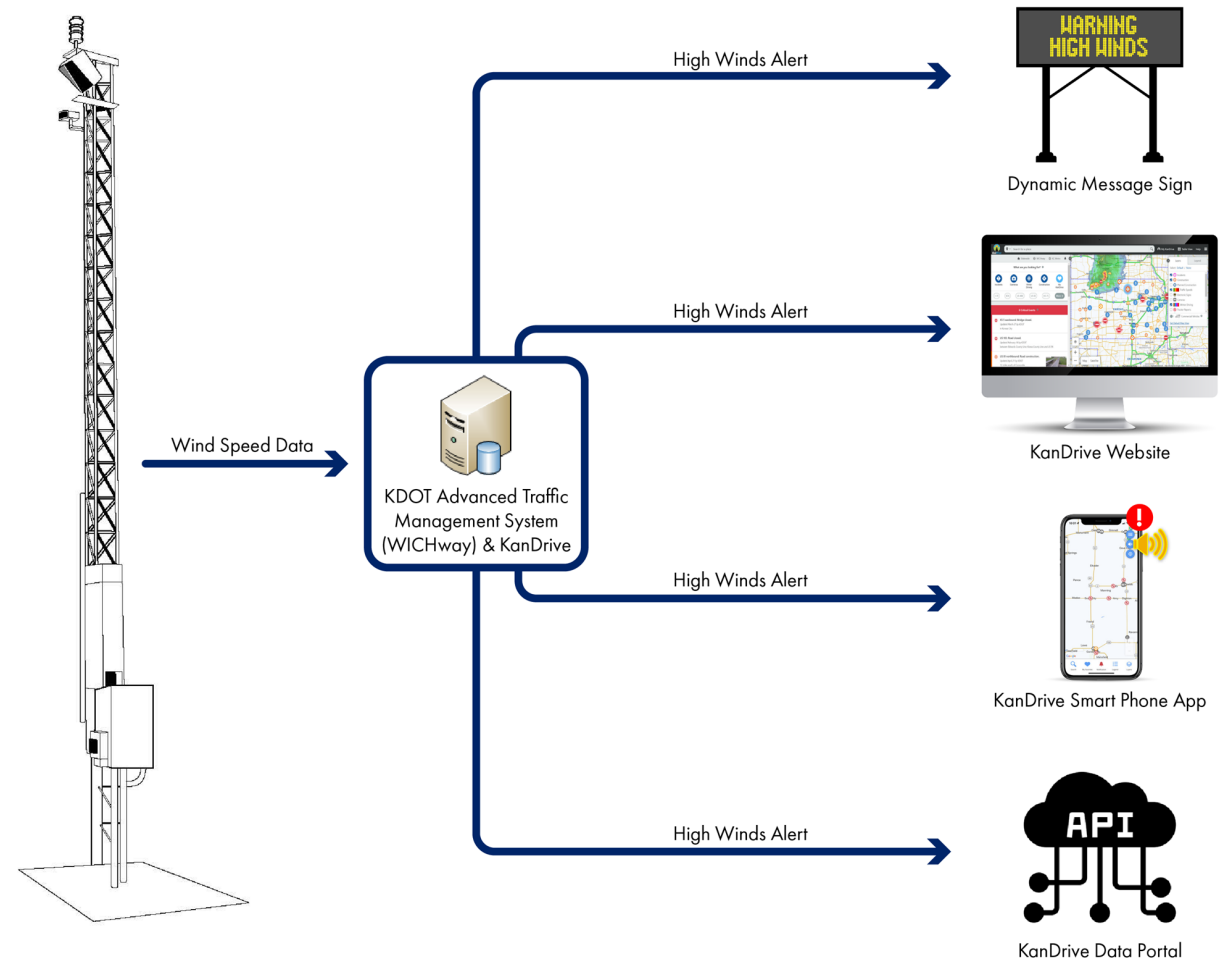 High Winds Alert
WARNING
HIGH WINDS
Dynamic Message Sign
High Winds Alert
KanDrive Website
Wind Speed Data
KDOT Advanced Traffic
Management System
(WICHway) & KanDrive
High Winds Alert
KanDrive Smart Phone App
High Winds Alert
API
KanDrive Data Portal